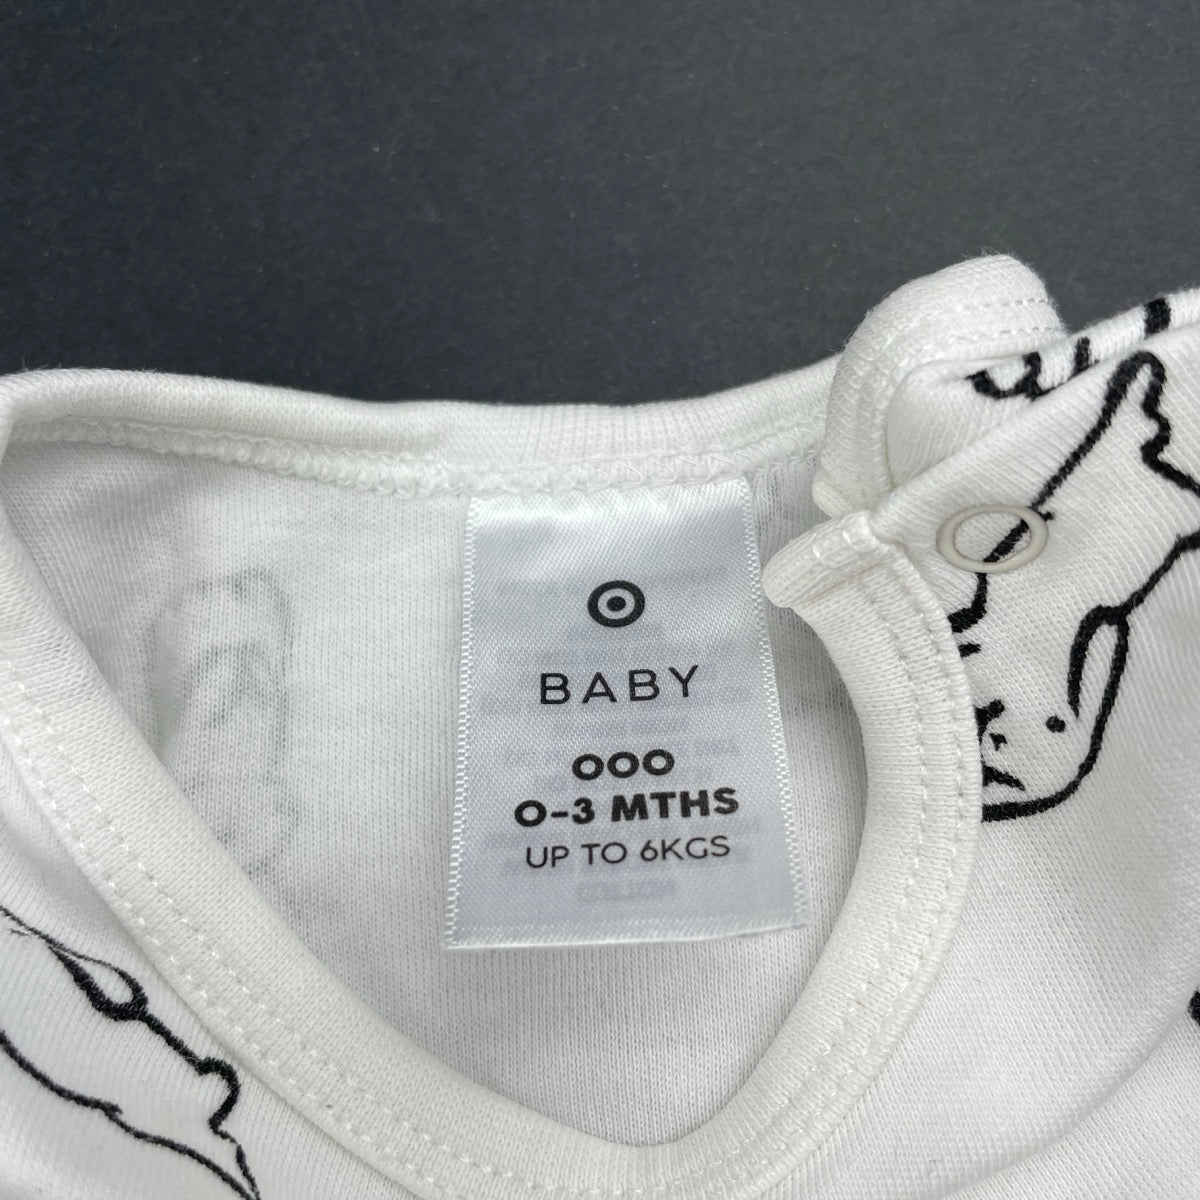 BABY
000
0-3 MTHS
UP TO 6KGS